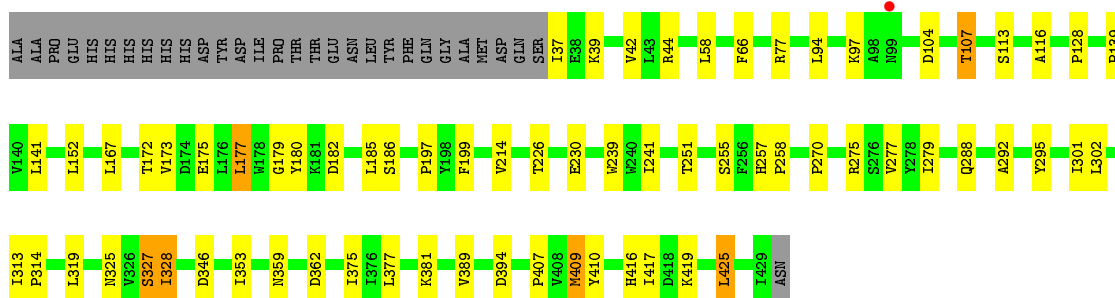 ALA ALA PRO GLU HIS HIS HIS HIS HIS HIS ASP TYR ASP ILE PRO THR THR GLU ASN LEU TYR PHE GLN GLY ALA MET ASP GLN SER I37 E38 K39 V42 L43 R44 L58 F66 R77 L94 K97 A98 N99 D104 T107 S113 A116 P128
V140 L141 L152 L167 T172 V173 D174 E175 L176 L177 W178 G179 Y180 K181 D182 L185 S186 P197 Y198 F199 V214 T226 E230 W239 W240 I241 T251 S255 F256 H257 P258 P270 R275 S276 V277 Y278 I279 Q288 A292 Y295 I301 L302
I313 P314 L319 N325 V326 S327 I328 D346 I353 N359 D362 I375 I376 L377 K381 V389 D394 P407 V408 M409 Y410 H416 I417 D418 K419 L425 I429 ASN